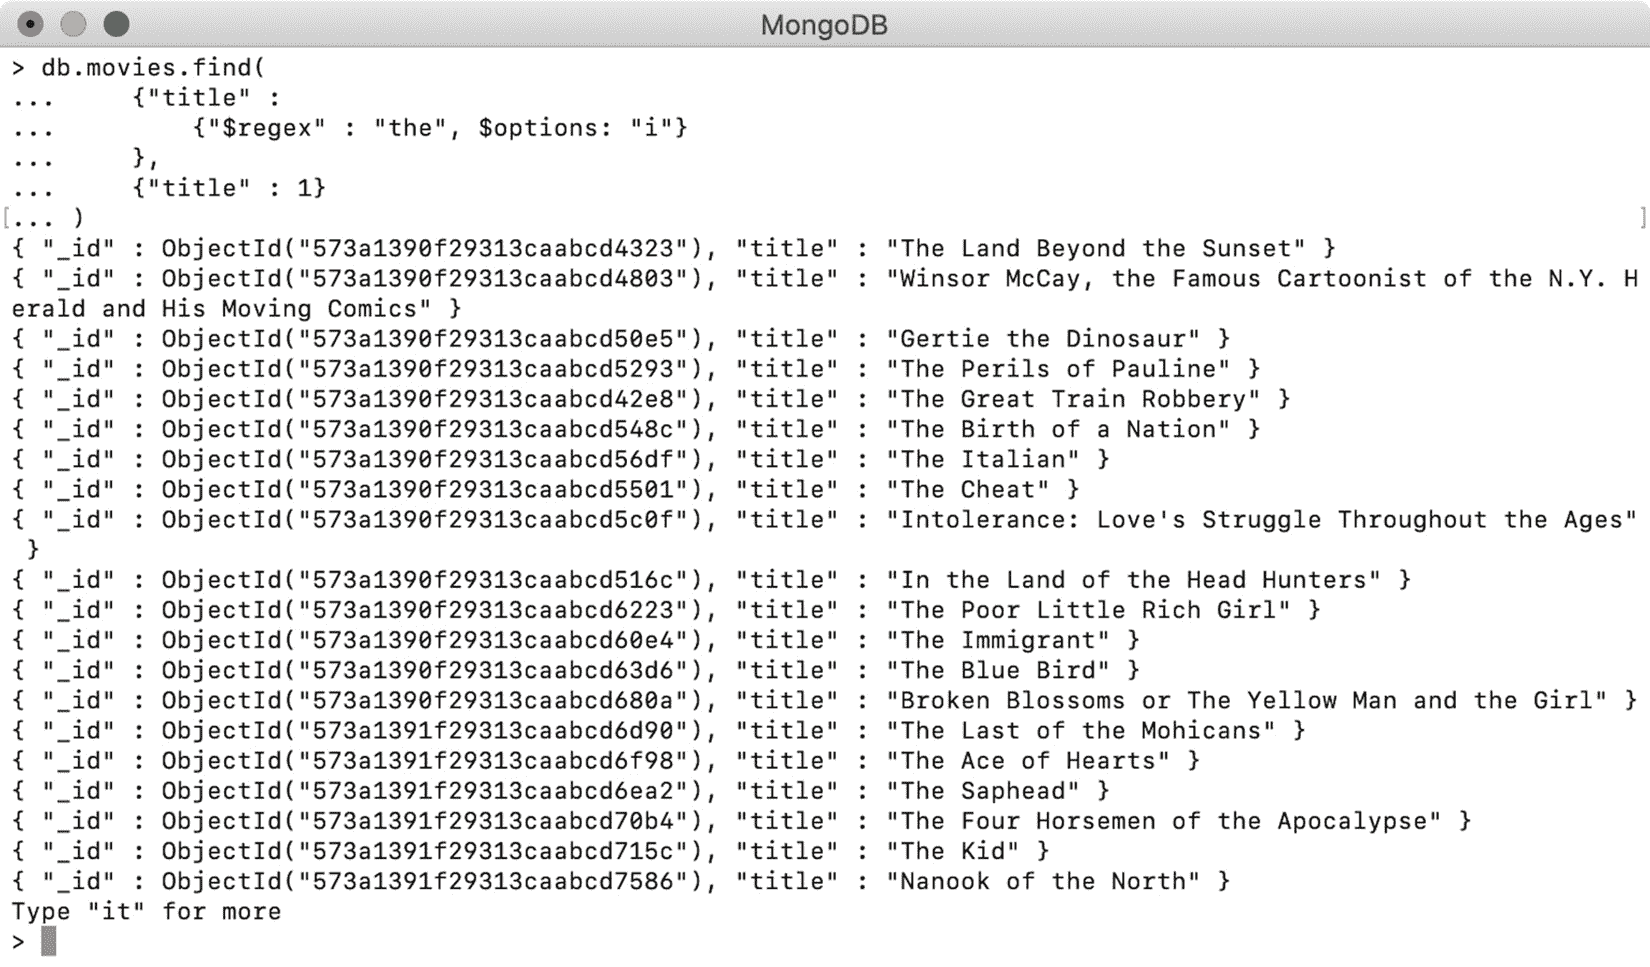 MongoDB
> db.movies.find(
...     {"title" :
...         {"$regex" : "the", $options: "i"}
...     },
...     {"title" : 1}
[... )                                                                                                      ]
{ "_id" : ObjectId("573a1390f29313caabcd4323"), "title" : "The Land Beyond the Sunset" }
{ "_id" : ObjectId("573a1390f29313caabcd4803"), "title" : "Winsor McCay, the Famous Cartoonist of the N.Y. H
erald and His Moving Comics" }
{ "_id" : ObjectId("573a1390f29313caabcd50e5"), "title" : "Gertie the Dinosaur" }
{ "_id" : ObjectId("573a1390f29313caabcd5293"), "title" : "The Perils of Pauline" }
{ "_id" : ObjectId("573a1390f29313caabcd42e8"), "title" : "The Great Train Robbery" }
{ "_id" : ObjectId("573a1390f29313caabcd548c"), "title" : "The Birth of a Nation" }
{ "_id" : ObjectId("573a1390f29313caabcd56df"), "title" : "The Italian" }
{ "_id" : ObjectId("573a1390f29313caabcd5501"), "title" : "The Cheat" }
{ "_id" : ObjectId("573a1390f29313caabcd5c0f"), "title" : "Intolerance: Love's Struggle Throughout the Ages"
 }
{ "_id" : ObjectId("573a1390f29313caabcd516c"), "title" : "In the Land of the Head Hunters" }
{ "_id" : ObjectId("573a1390f29313caabcd6223"), "title" : "The Poor Little Rich Girl" }
{ "_id" : ObjectId("573a1390f29313caabcd60e4"), "title" : "The Immigrant" }
{ "_id" : ObjectId("573a1390f29313caabcd63d6"), "title" : "The Blue Bird" }
{ "_id" : ObjectId("573a1390f29313caabcd680a"), "title" : "Broken Blossoms or The Yellow Man and the Girl" }
{ "_id" : ObjectId("573a1391f29313caabcd6d90"), "title" : "The Last of the Mohicans" }
{ "_id" : ObjectId("573a1391f29313caabcd6f98"), "title" : "The Ace of Hearts" }
{ "_id" : ObjectId("573a1391f29313caabcd6ea2"), "title" : "The Saphead" }
{ "_id" : ObjectId("573a1391f29313caabcd70b4"), "title" : "The Four Horsemen of the Apocalypse" }
{ "_id" : ObjectId("573a1391f29313caabcd715c"), "title" : "The Kid" }
{ "_id" : ObjectId("573a1391f29313caabcd7586"), "title" : "Nanook of the North" }
Type "it" for more
>